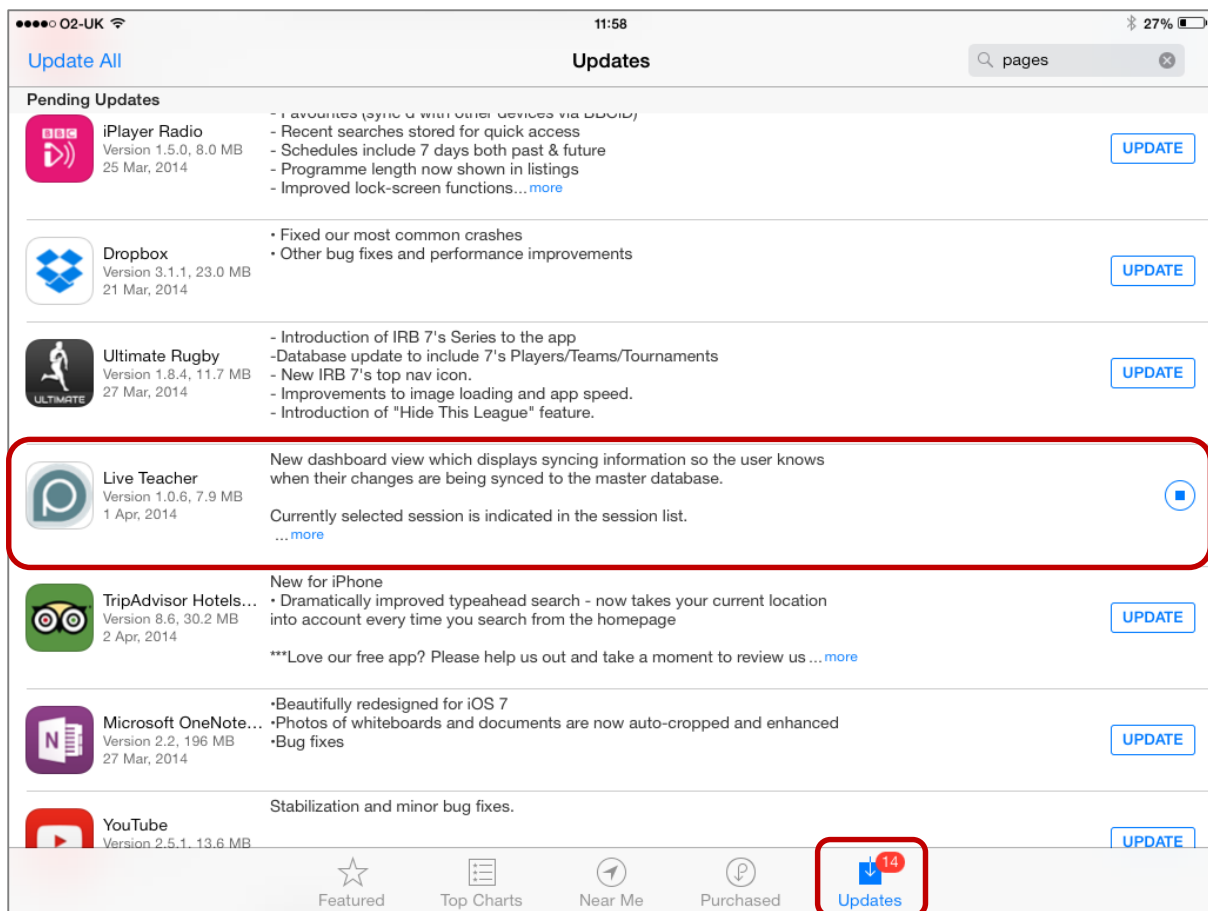 O2-UK 11:58 27%
Update All Updates pages
Pending Updates
- Favourites (sync'd with other devices via BBCiD)
iPlayer Radio - Recent searches stored for quick access
Version 1.5.0, 8.0 MB - Schedules include 7 days both past & future UPDATE
25 Mar, 2014 - Programme length now shown in listings
- Improved lock-screen functions...more
• Fixed our most common crashes
Dropbox • Other bug fixes and performance improvements
Version 3.1.1, 23.0 MB UPDATE
21 Mar, 2014
- Introduction of IRB 7's Series to the app
Ultimate Rugby -Database update to include 7's Players/Teams/Tournaments
Version 1.8.4, 11.7 MB - New IRB 7's top nav icon. UPDATE
27 Mar, 2014 - Improvements to image loading and app speed.
ULTIMATE - Introduction of "Hide This League" feature.
New dashboard view which displays syncing information so the user knows
Live Teacher when their changes are being synced to the master database.
Version 1.0.6, 7.9 MB
1 Apr, 2014 Currently selected session is indicated in the session list.
...more
New for iPhone
TripAdvisor Hotels... • Dramatically improved typeahead search - now takes your current location
Version 8.6, 30.2 MB into account every time you search from the homepage UPDATE
2 Apr, 2014
***Love our free app? Please help us out and take a moment to review us ...more
•Beautifully redesigned for iOS 7
Microsoft OneNote... •Photos of whiteboards and documents are now auto-cropped and enhanced
Version 2.2, 196 MB •Bug fixes UPDATE
27 Mar, 2014
Stabilization and minor bug fixes.
YouTube
Version 2.5.1, 13.6 MB UPDATE
14
Featured Top Charts Near Me Purchased Updates